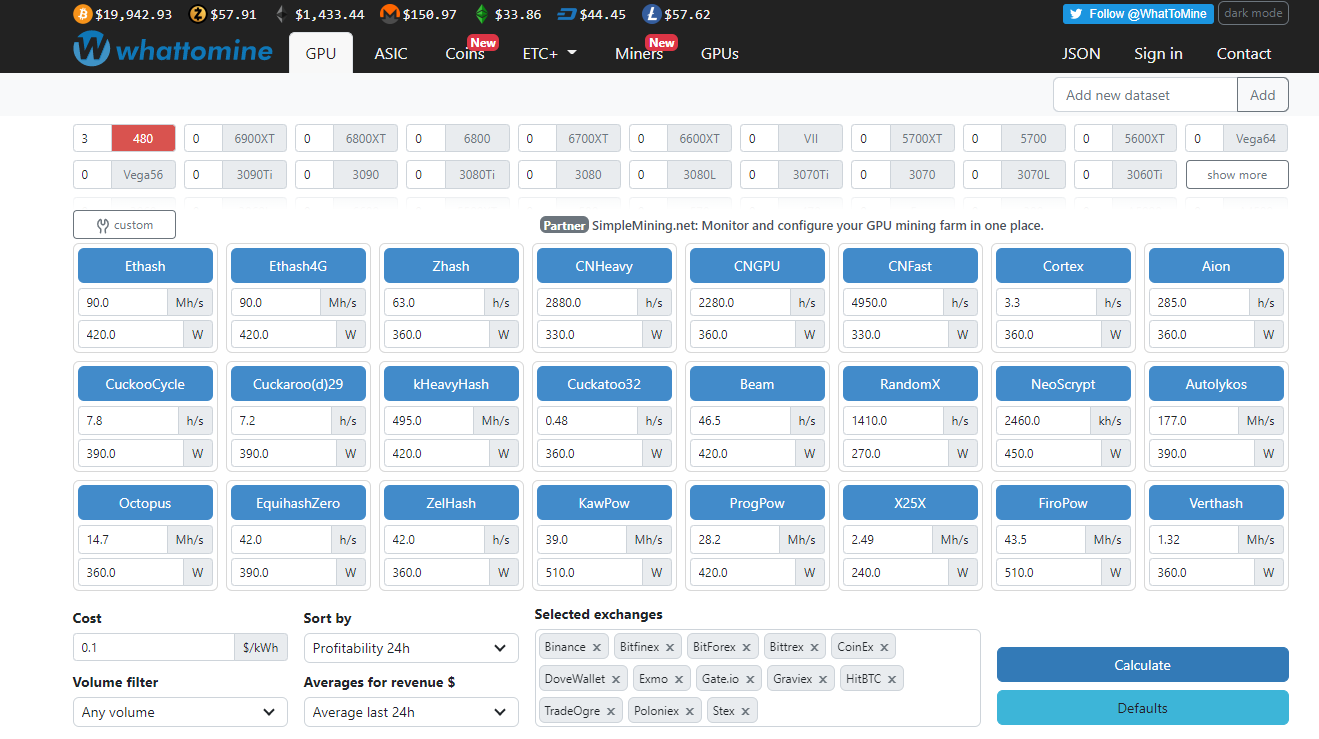 $19,942.93 $57.91 $1,433.44 $150.97 $33.86 $44.45 $57.62 Follow @WhatToMine dark mode
whattomine GPU ASIC Coins New ETC+ Miners New GPUs JSON Sign in Contact
Add new dataset Add
3 480 0 6900XT 0 6800XT 0 6800 0 6700XT 0 6600XT 0 VII 0 5700XT 0 5700 0 5600XT 0 Vega64
0 Vega56 0 3090Ti 0 3090 0 3080Ti 0 3080 0 3080L 0 3070Ti 0 3070 0 3070L 0 3060Ti show more
custom Partner SimpleMining.net: Monitor and configure your GPU mining farm in one place.
Ethash Ethash4G Zhash CNHeavy CNGPU CNFast Cortex Aion
90.0 Mh/s 90.0 Mh/s 63.0 h/s 2880.0 h/s 2280.0 h/s 4950.0 h/s 3.3 h/s 285.0 h/s
420.0 W 420.0 W 360.0 W 330.0 W 360.0 W 330.0 W 360.0 W 360.0 W
CuckooCycle Cuckaroo(d)29 kHeavyHash Cuckatoo32 Beam RandomX NeoScrypt Autolykos
7.8 h/s 7.2 h/s 495.0 Mh/s 0.48 h/s 46.5 h/s 1410.0 h/s 2460.0 kh/s 177.0 Mh/s
390.0 W 390.0 W 420.0 W 360.0 W 420.0 W 270.0 W 450.0 W 390.0 W
Octopus EquihashZero ZelHash KawPow ProgPow X25X FiroPow Verthash
14.7 Mh/s 42.0 h/s 42.0 h/s 39.0 Mh/s 28.2 Mh/s 2.49 Mh/s 43.5 Mh/s 1.32 Mh/s
360.0 W 390.0 W 360.0 W 510.0 W 420.0 W 240.0 W 510.0 W 360.0 W
Cost Sort by Selected exchanges
0.1 $/kWh Profitability 24h Binance × Bitfinex × BitForex × Bittrex × CoinEx ×
Calculate
Volume filter Averages for revenue $ DoveWallet × Exmo × Gate.io × Graviex × HitBTC ×
Any volume Average last 24h TradeOgre × Poloniex × Stex × Defaults